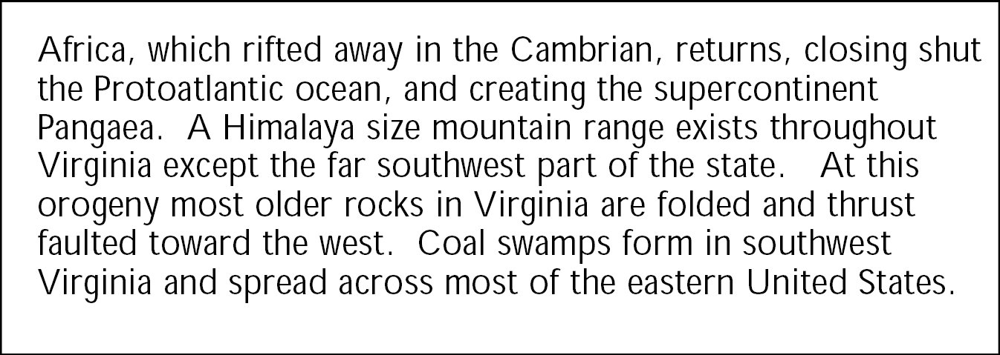 Africa, which rifted away in the Cambrian, returns, closing shut
the Protoatlantic ocean, and creating the supercontinent
Pangaea.  A Himalaya size mountain range exists throughout
Virginia except the far southwest part of the state.   At this
orogeny most older rocks in Virginia are folded and thrust
faulted toward the west.  Coal swamps form in southwest
Virginia and spread across most of the eastern United States.